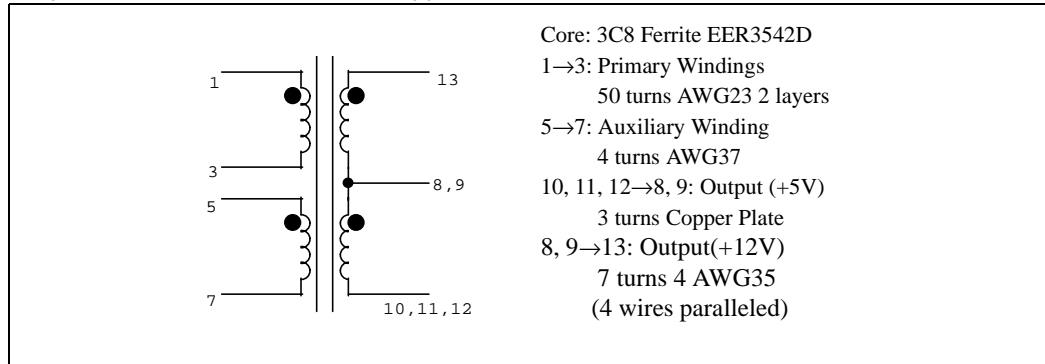 1
3
5
7
13
8,9
10,11,12
Core: 3C8 Ferrite EER3542D
1→3: Primary Windings
50 turns AWG23 2 layers
5→7: Auxiliary Winding
4 turns AWG37
10, 11, 12→8, 9: Output (+5V)
3 turns Copper Plate
8, 9→13: Output(+12V)
7 turns 4 AWG35
(4 wires paralleled)